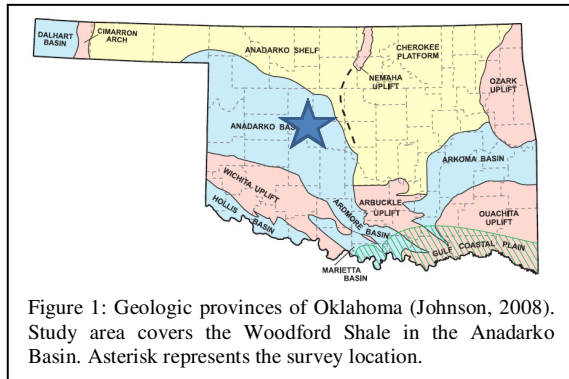 DALHART
BASIN
CIMARRON
ARCH
ANADARKO SHELF
CHEROKEE
PLATFORM
NEMAHA
UPLIFT
OZARK
UPLIFT
ANADARKO
ARKOMA BASIN
WICHITA UPLIFT
HOLLIS BASIN
ARDMORE BASIN
ARBUCKLE
UPLIFT
OUACHITA
UPLIFT
GULF COASTAL PLAIN
MARIETTA
BASIN
Figure 1: Geologic provinces of Oklahoma (Johnson, 2008).
Study area covers the Woodford Shale in the Anadarko
Basin. Asterisk represents the survey location.